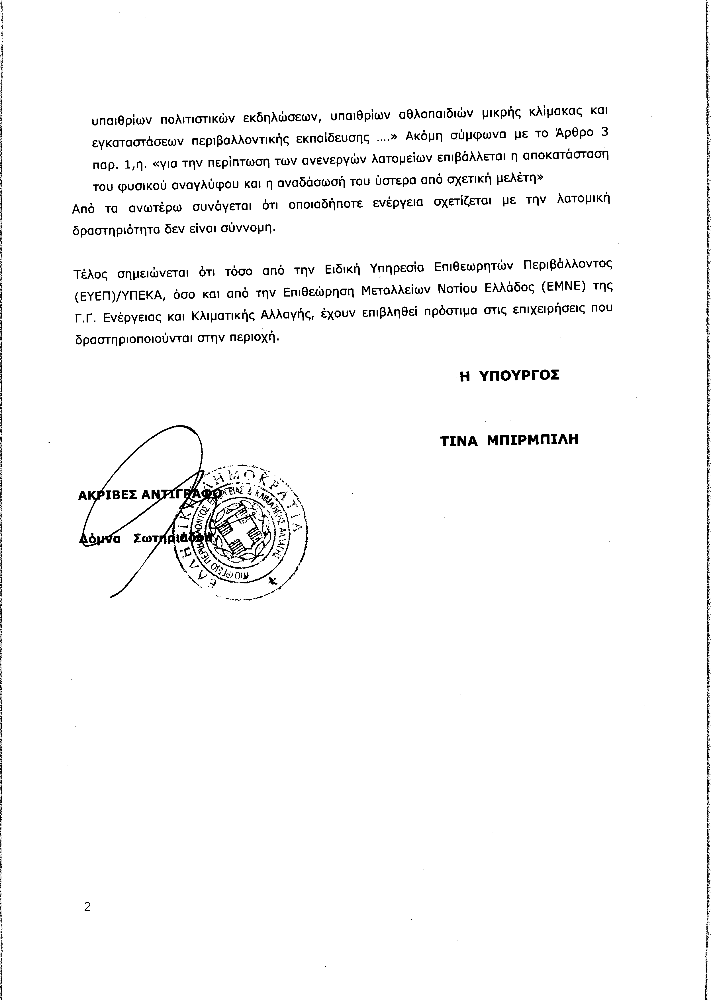 υπαιθρίων πολιτιστικών εκδηλώσεων, υπαιθρίων αθλοπαιδιών μικρής κλίμακας και
εγκαταστάσεων περιβαλλοντικής εκπαίδευσης ....» Ακόμη σύμφωνα με το Άρθρο 3
παρ. 1,η. «για την περίπτωση των ανενεργών λατομείων επιβάλλεται η αποκατάσταση
του φυσικού αναγλύφου και η αναδάσωσή του ύστερα από σχετική μελέτη»
Από τα ανωτέρω συνάγεται ότι οποιαδήποτε ενέργεια σχετίζεται με την λατομική
δραστηριότητα δεν είναι σύννομη.
Τέλος σημειώνεται ότι τόσο από την Ειδική Υπηρεσία Επιθεωρητών Περιβάλλοντος
(ΕΥΕΠ)/ΥΠΕΚΑ, όσο και από την Επιθεώρηση Μεταλλείων Νοτίου Ελλάδος (ΕΜΝΕ) της
Γ.Γ. Ενέργειας και Κλιματικής Αλλαγής, έχουν επιβληθεί πρόστιμα στις επιχειρήσεις που
δραστηριοποιούνται στην περιοχή.
Η ΥΠΟΥΡΓΟΣ
ΤΙΝΑ ΜΠΙΡΜΠΙΛΗ
ΑΚΡΙΒΕΣ ΑΝΤΙΓΡΑΦΟ
Δόμνα Σωτηριάδου
ΕΛΛΗΝΙΚΗ ΔΗΜΟΚΡΑΤΙΑ
ΥΠΟΥΡΓΕΙΟ ΠΕΡΙΒΑΛΛΟΝΤΟΣ ΕΝΕΡΓΕΙΑΣ & ΚΛΙΜΑΤΙΚΗΣ ΑΛΛΑΓΗΣ
2